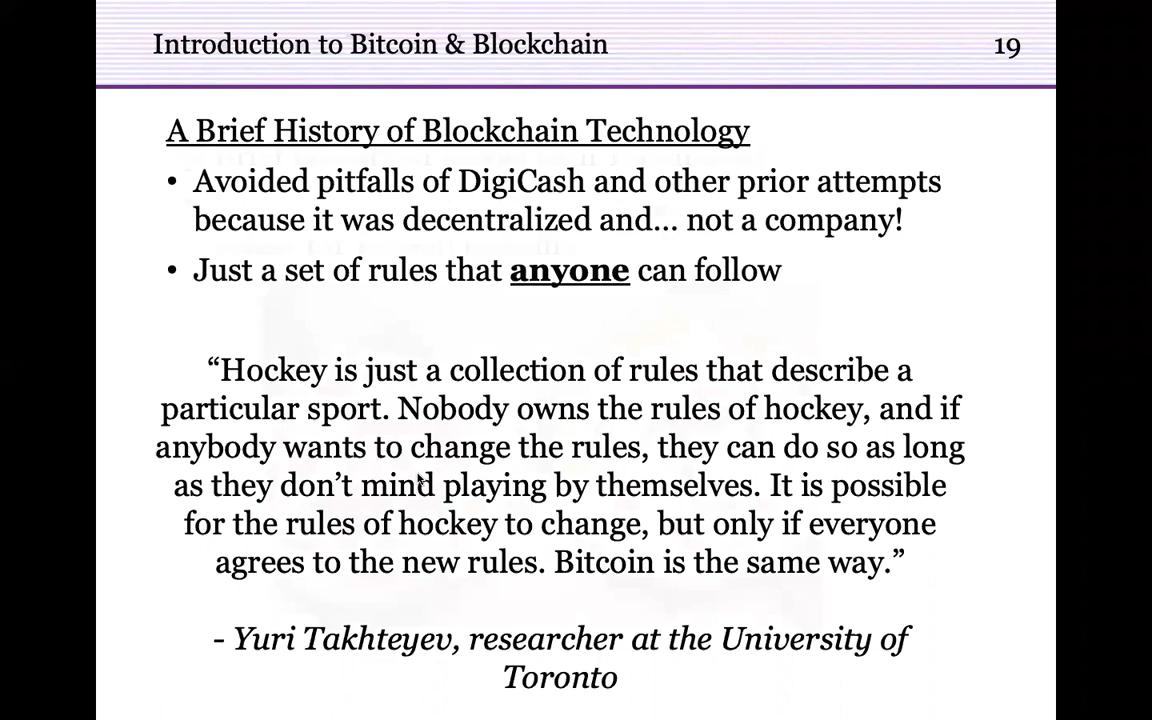 Introduction to Bitcoin & Blockchain 19
A Brief History of Blockchain Technology
• Avoided pitfalls of DigiCash and other prior attempts
because it was decentralized and... not a company!
• Just a set of rules that anyone can follow
“Hockey is just a collection of rules that describe a
particular sport. Nobody owns the rules of hockey, and if
anybody wants to change the rules, they can do so as long
as they don’t mind playing by themselves. It is possible
for the rules of hockey to change, but only if everyone
agrees to the new rules. Bitcoin is the same way.”
- Yuri Takhteyev, researcher at the University of
Toronto